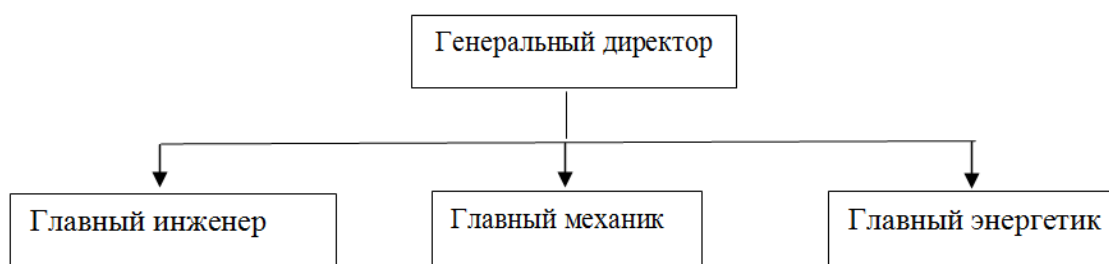 Генеральный директор
Главный инженер
Главный механик
Главный энергетик